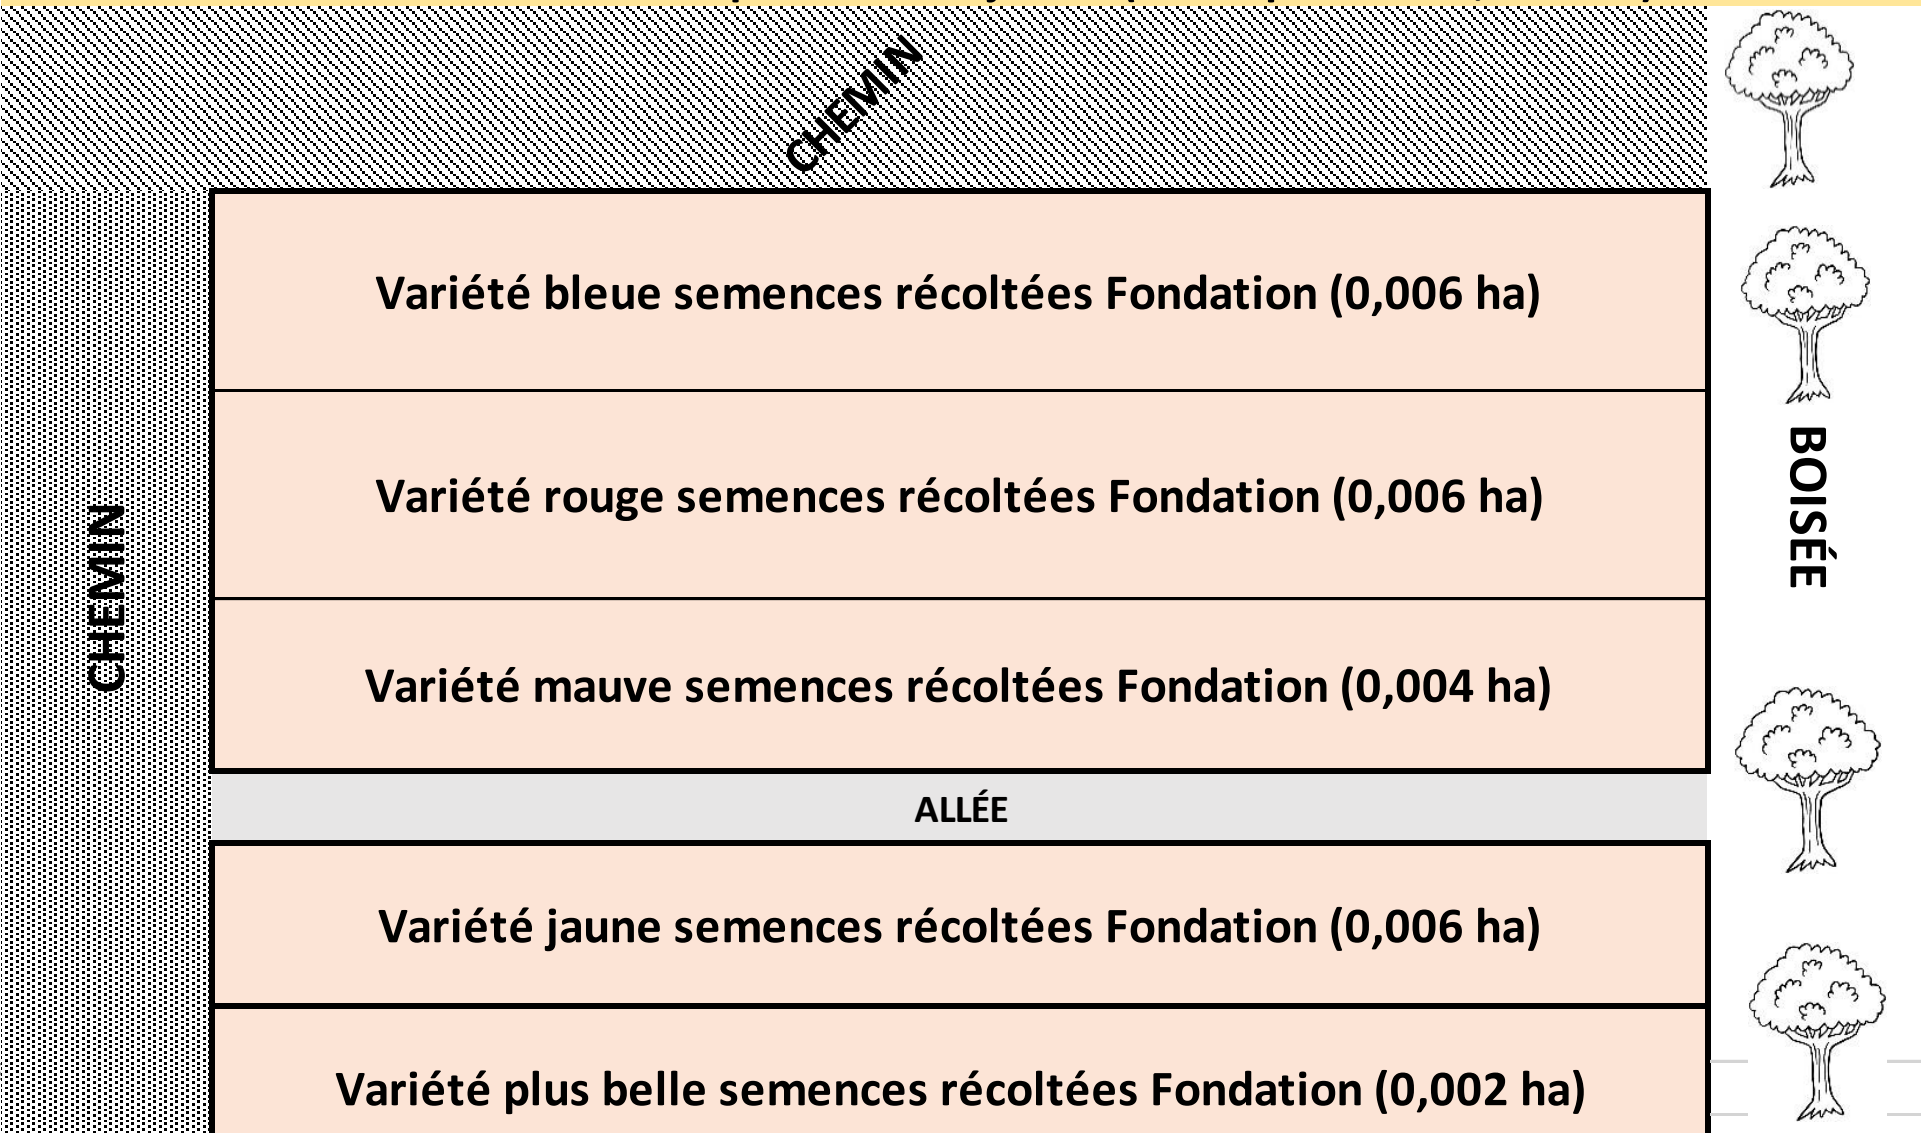 CHEMIN
Variété bleue semences récoltées Fondation (0,006 ha)
Variété rouge semences récoltées Fondation (0,006 ha)
BOISÉE
CHEMIN
Variété mauve semences récoltées Fondation (0,004 ha)
ALLÉE
Variété jaune semences récoltées Fondation (0,006 ha)
Variété plus belle semences récoltées Fondation (0,002 ha)